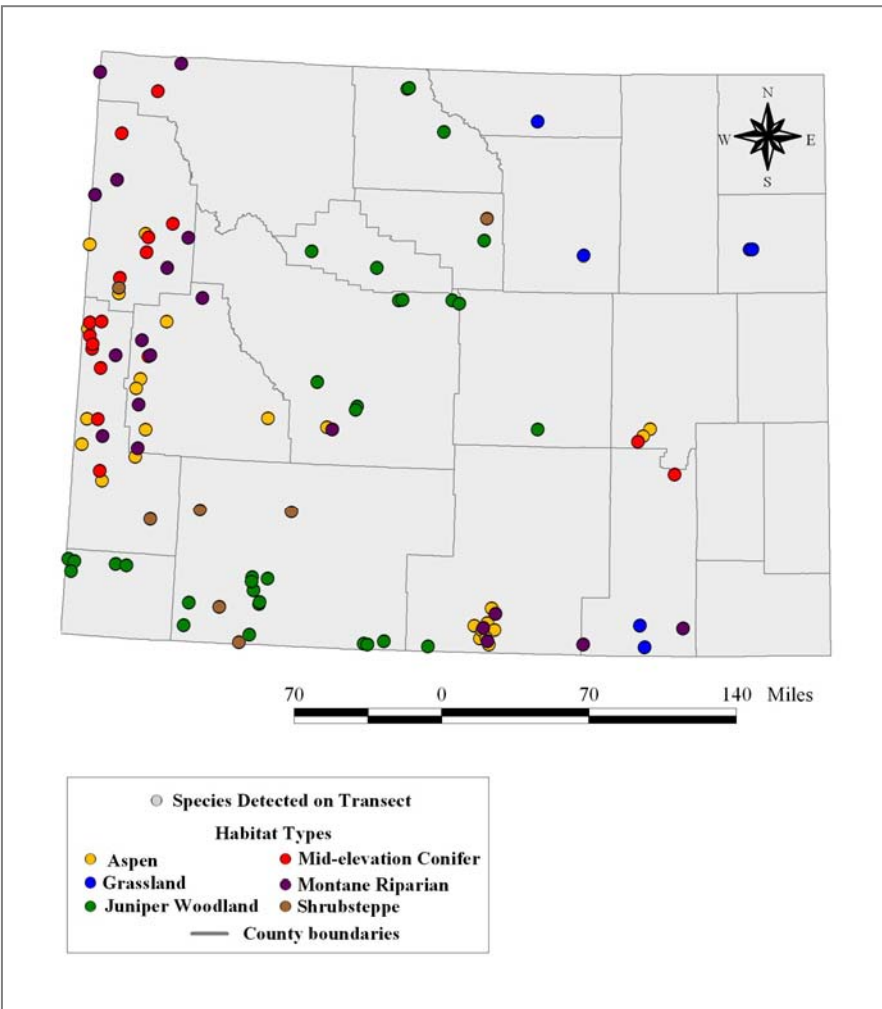 N
W E
S
70 0 70 140 Miles
Species Detected on Transect
Habitat Types
Aspen Mid-elevation Conifer
Grassland Montane Riparian
Juniper Woodland Shrubsteppe
County boundaries